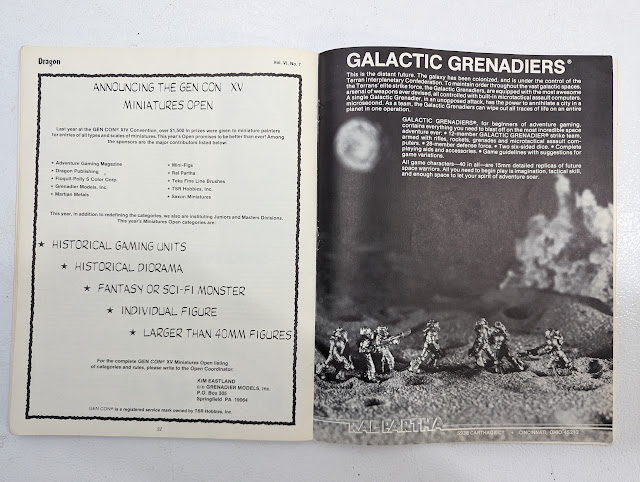 Dragon
Vol. VI, No. 7
ANNOUNCING THE GEN CON XV
MINIATURES OPEN
Last year at the GEN CON® XIV Convention, over $1,500 in prizes were given to miniature painters
for entries of all types and scales of miniatures. This year's Open promises to be better than ever! Among
the sponsors are the major contributors listed below:
• Adventure Gaming Magazine
• Dragon Publishing
• Floquil-Polly S Color Corp.
• Grenadier Models, Inc.
• Martian Metals
• Mini-Figs
• Ral Partha
• Teka Fine Line Brushes
• TSR Hobbies, Inc.
• Saxon Miniatures
This year, in addition to redefining the categories, we also are instituting Juniors and Masters Divisions.
This year's Miniatures Open categories are:
★ HISTORICAL GAMING UNITS
★ HISTORICAL DIORAMA
★ FANTASY OR SCI-FI MONSTER
★ INDIVIDUAL FIGURE
★ LARGER THAN 40MM FIGURES
For the complete GEN CON® XV Miniatures Open listing
of categories and rules, please write to the Open Coordinator:
KIM EASTLAND
c/o GRENADIER MODELS, Inc.
P.O. Box 305
Springfield PA 19064
GEN CON® is a registered service mark owned by TSR Hobbies, Inc.
22
GALACTIC GRENADIERS®
This is the distant future. The galaxy has been colonized, and is under the control of the
Terran Interplanetary Confederation. To maintain order throughout the vast galactic spaces,
the Terrans' elite strike force, the Galactic Grenadiers, are equipped with the most awesome
arsenal of weapons ever devised, all controlled with built-in microtactical assault computers.
A single Galactic Grenadier, in an unopposed attack, has the power to annihilate a city in a
microsecond. As a team, the Galactic Grenadiers can wipe out all traces of life on an entire
planet in one operation.
GALACTIC GRENADIERS®, for beginners of adventure gaming,
contains everything you need to blast off on the most incredible space
adventure ever. • 12-member GALACTIC GRENADIERS® strike team,
armed with rifles, rockets, grenades and microtactical assault com-
puters. • 28-member defense force. • Two six-sided dice. • Complete
playing aids and accessories. • Game guidelines with suggestions for
game variations.
All game characters—40 in all—are 15mm detailed replicas of future
space warriors. All you need to begin play is imagination, tactical skill,
and enough space to let your spirit of adventure soar.
RAL PARTHA
CINCINNATI, OHIO